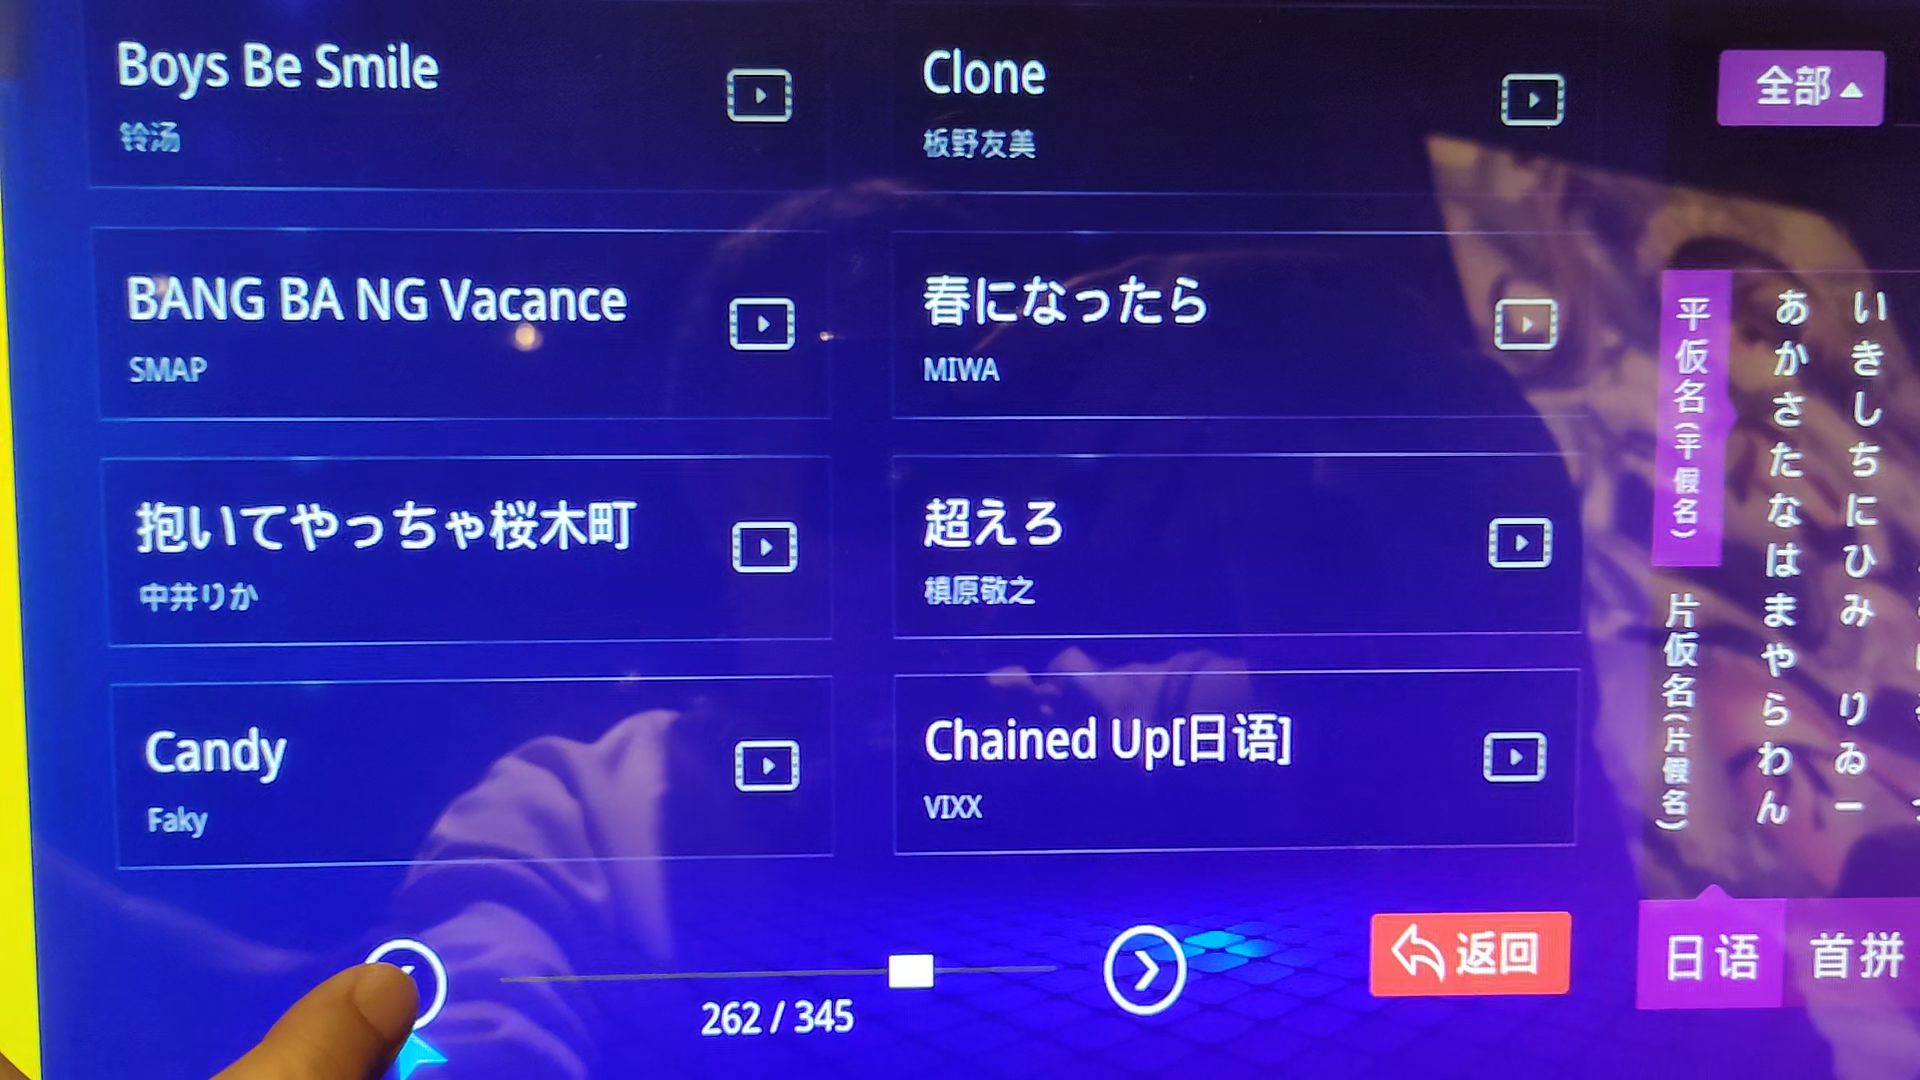 Boys Be Smile
铃汤
Clone
板野友美
BANG BA NG Vacance
SMAP
春になったら
MIWA
抱いてやっちゃ桜木町
中井りか
超えろ
槙原敬之
Candy
Faky
Chained Up[日语]
VIXX
262 / 345
返回
全部
平仮名(平假名)
片仮名(片假名)
あかさたなはまやらわん
いきしちにひみ りゐー
日语
首拼